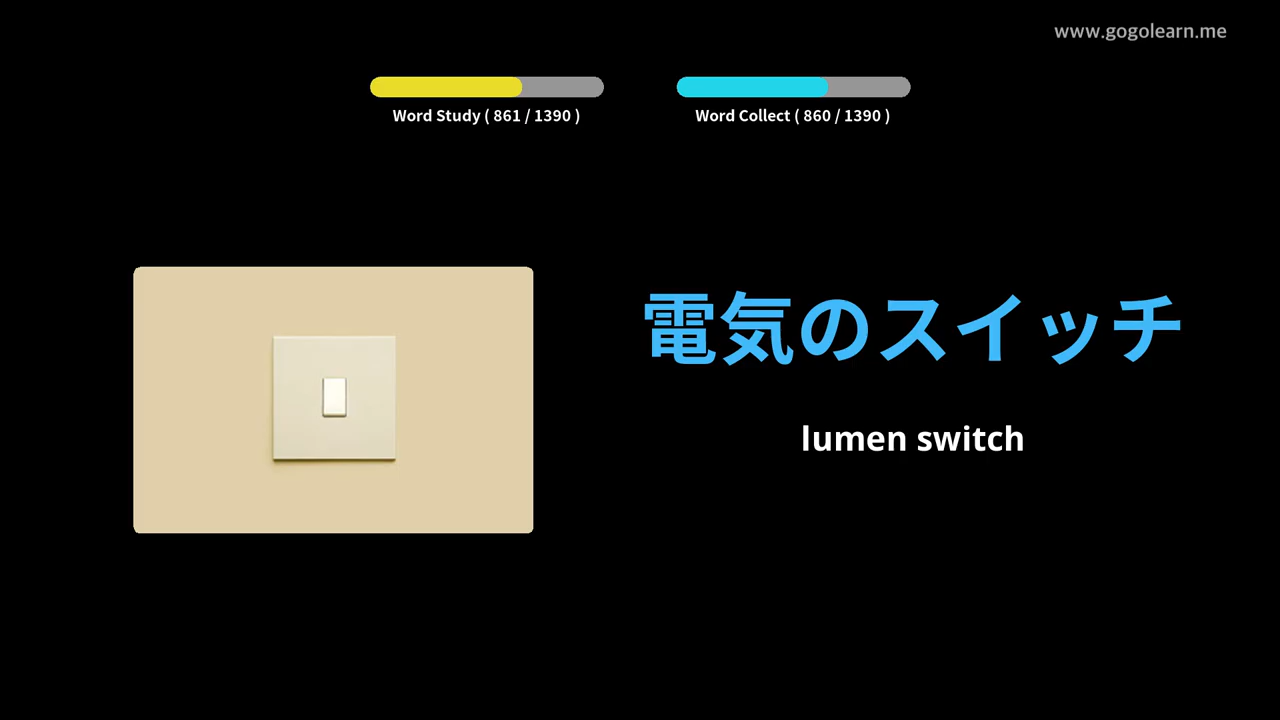 www.gogolearn.me
Word Study ( 861 / 1390 )
Word Collect ( 860 / 1390 )
電気のスイッチ
lumen switch